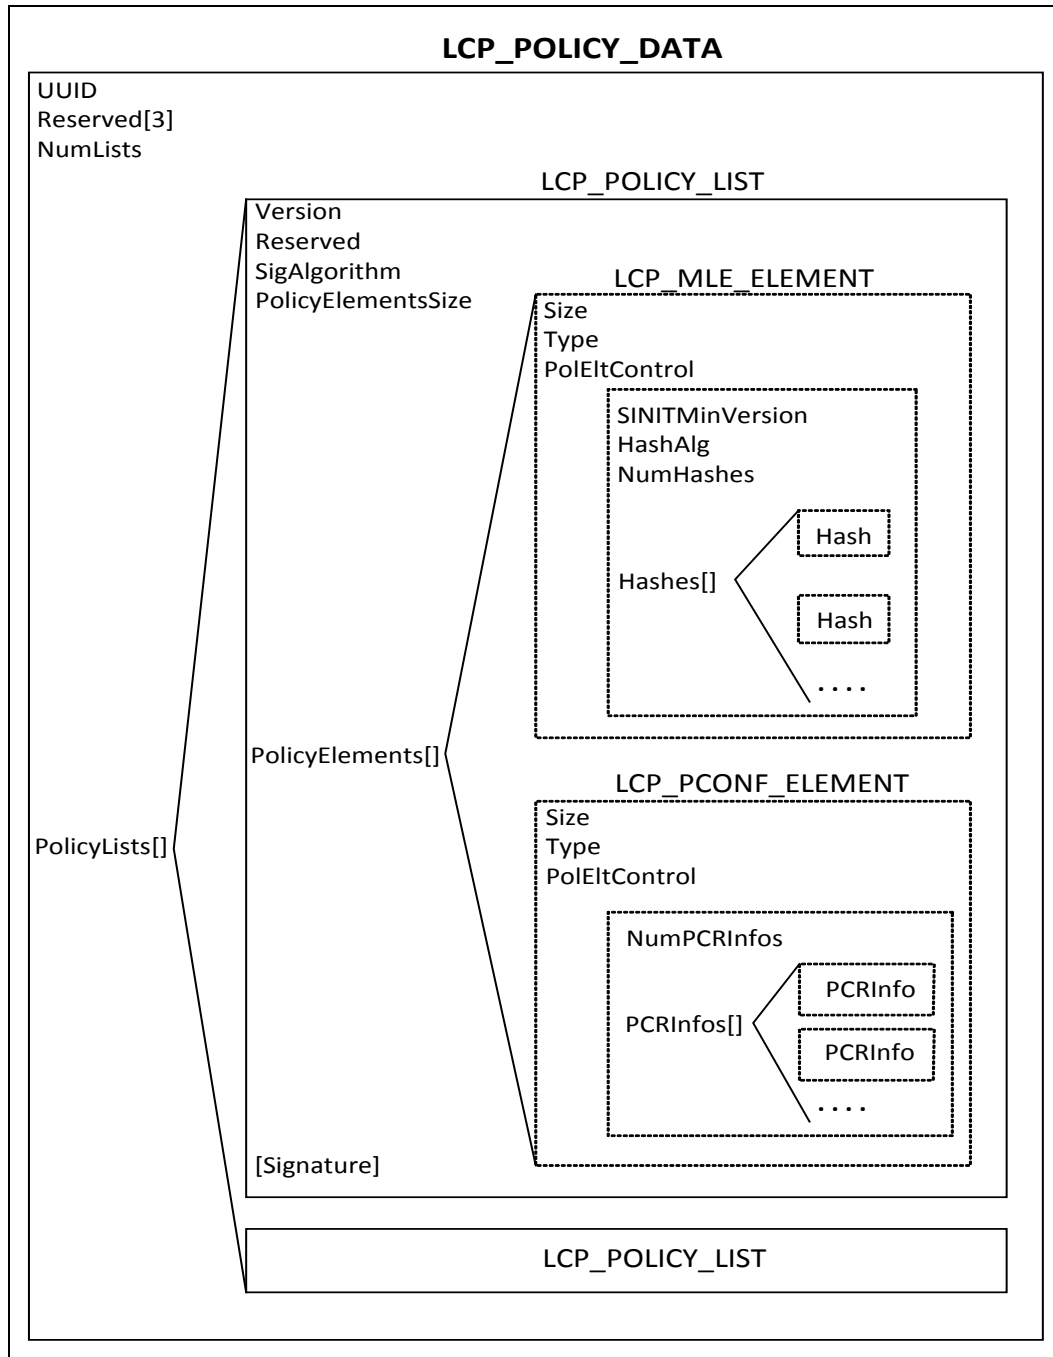 LCP_POLICY_DATA
UUID
Reserved[3]
NumLists
LCP_POLICY_LIST
Version
Reserved
SigAlgorithm
PolicyElementsSize
LCP_MLE_ELEMENT
Size
Type
PolEltControl
SINITMinVersion
HashAlg
NumHashes
Hash
Hashes[]
Hash
. . . .
PolicyElements[]
LCP_PCONF_ELEMENT
Size
Type
PolEltControl
PolicyLists[]
NumPCRInfos
PCRInfo
PCRInfos[]
PCRInfo
. . . .
[Signature]
LCP_POLICY_LIST